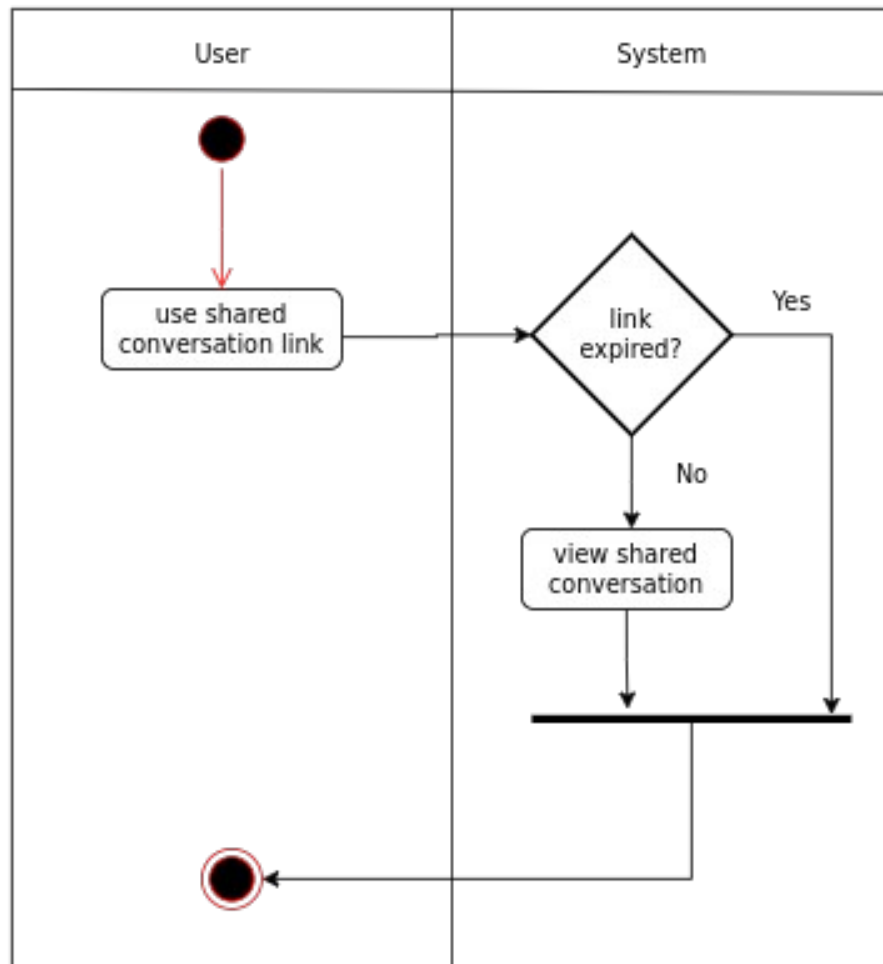 User
System
use shared
conversation link
link
expired?
Yes
No
view shared
conversation